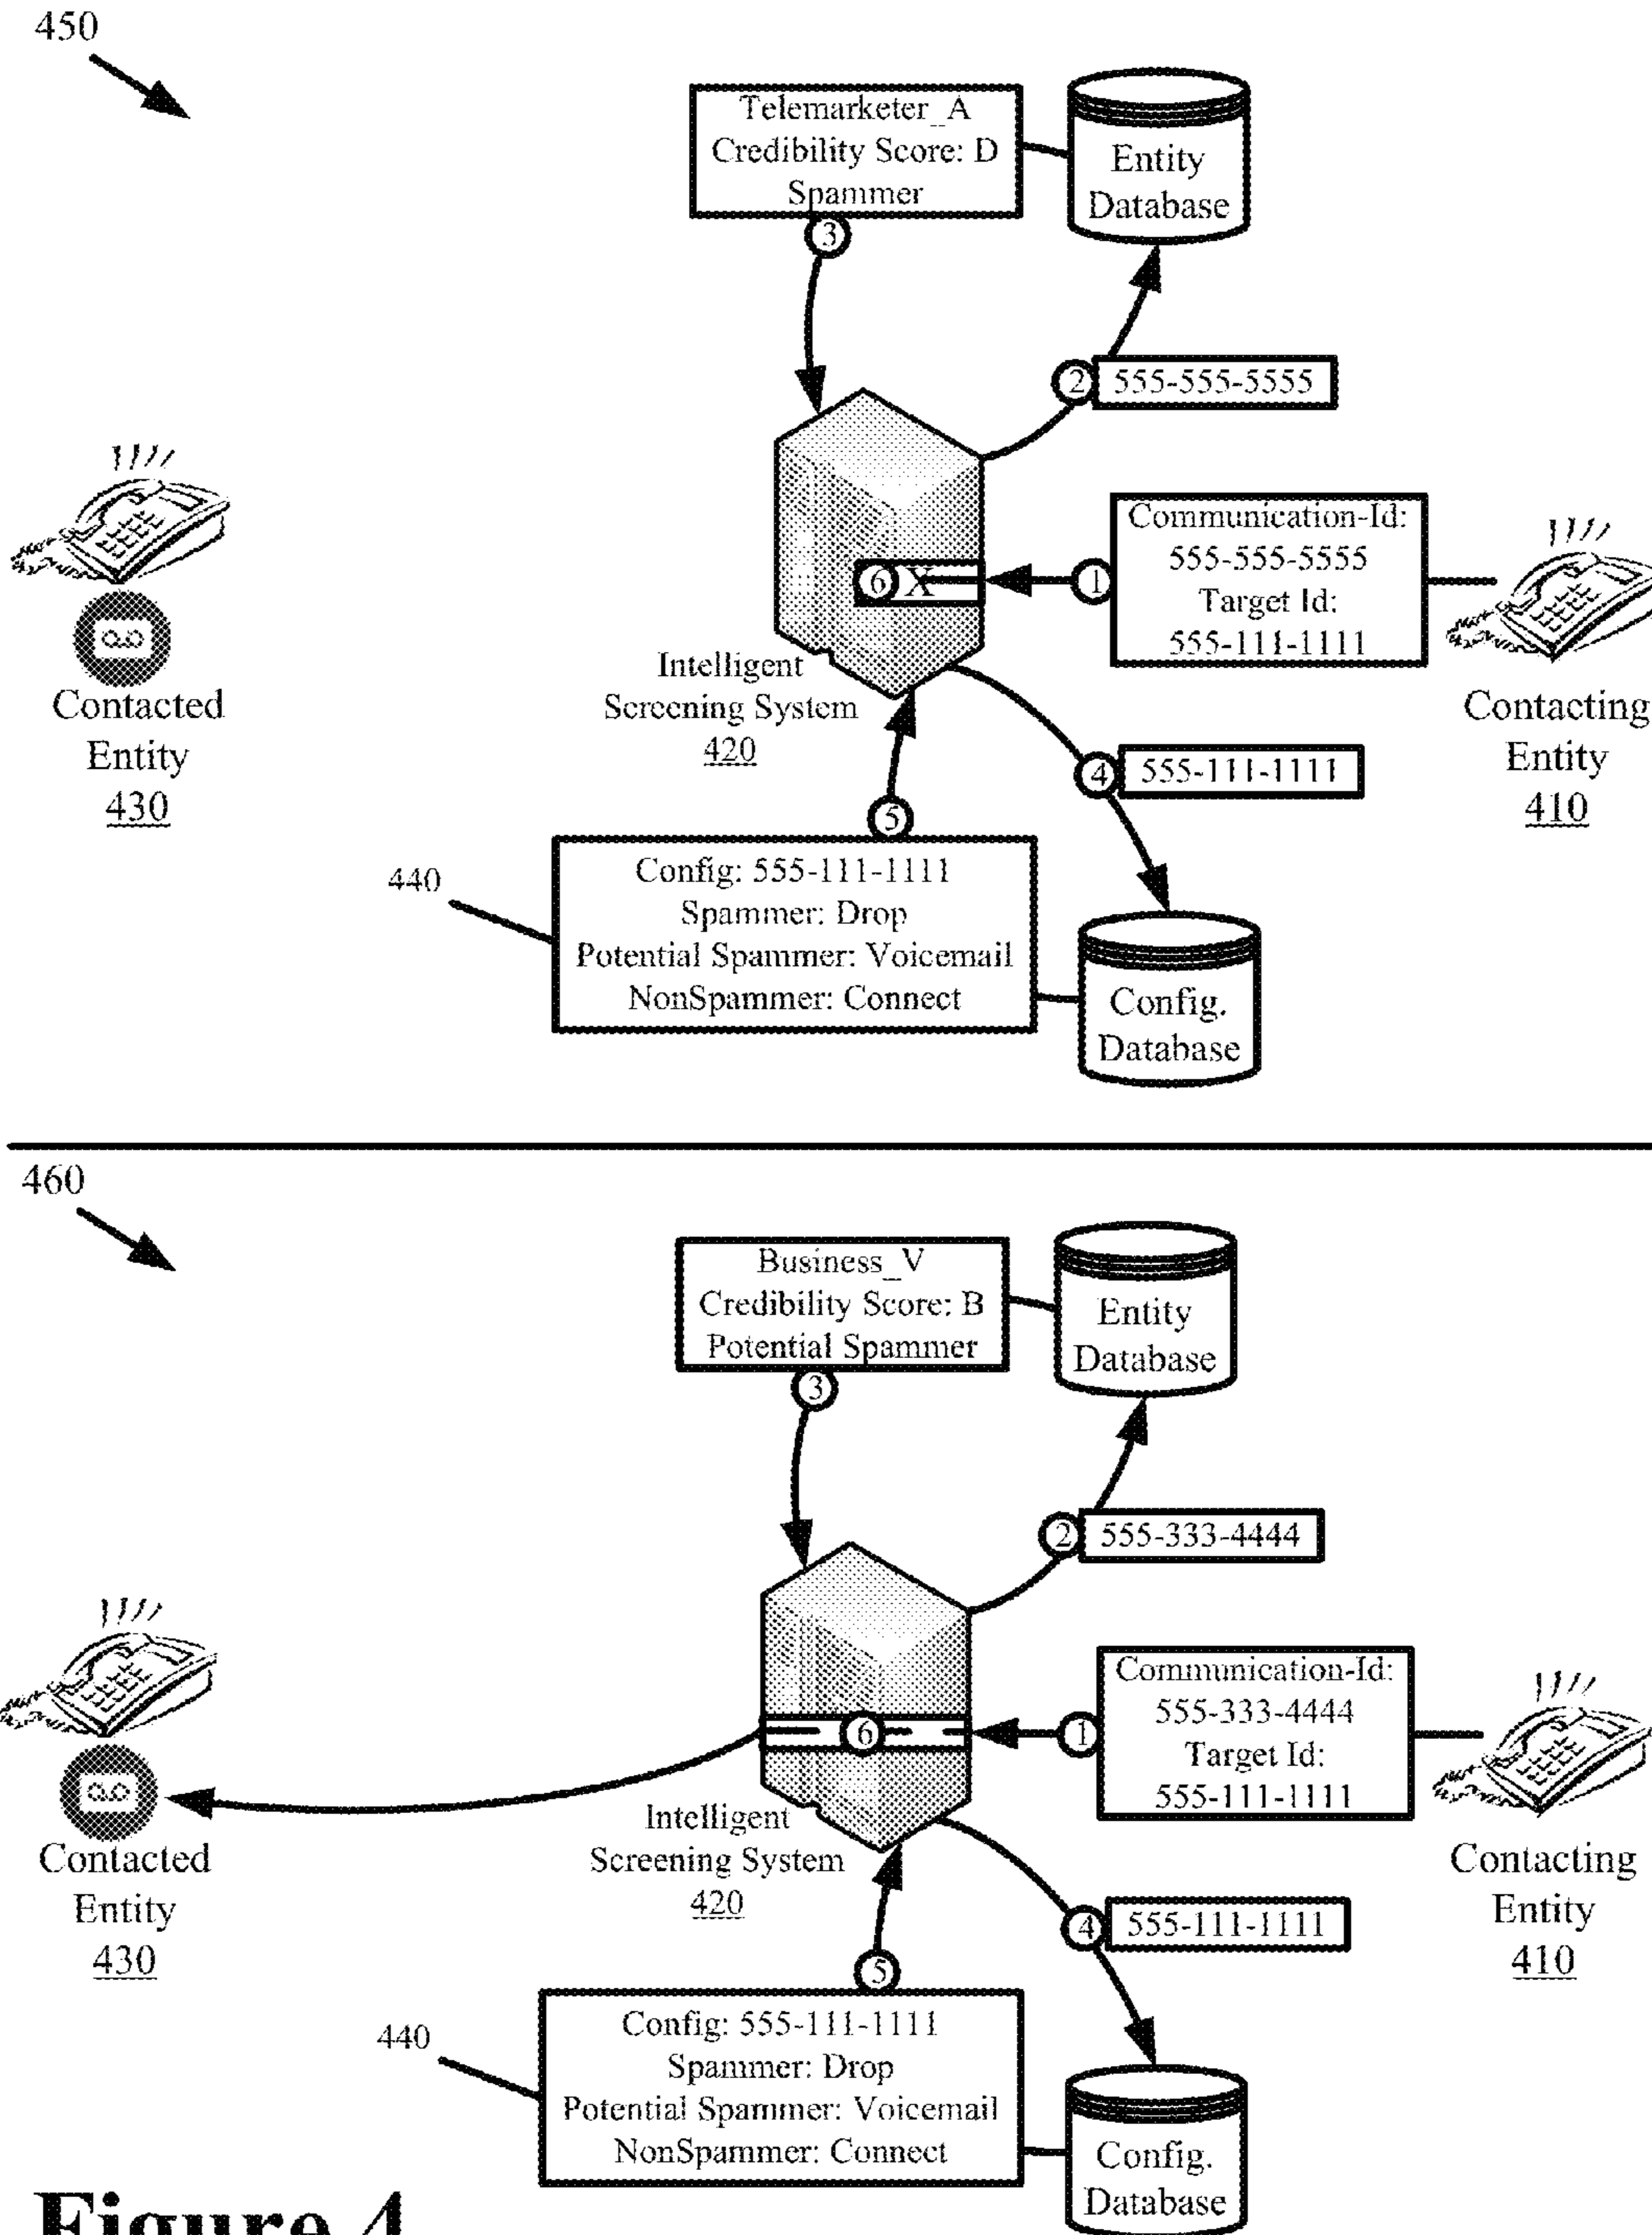 450
Telemarketer_A
Credibility Score: D
Spammer
Entity
Database
3
2
555-555-5555
Communication-Id:
555-555-5555
Target Id:
555-111-1111
1
6
X
Intelligent
Screening System
420
Contacted
Entity
430
Contacting
Entity
410
4
555-111-1111
5
440
Config: 555-111-1111
Spammer: Drop
Potential Spammer: Voicemail
NonSpammer: Connect
Config.
Database
460
Business_V
Credibility Score: B
Potential Spammer
Entity
Database
3
2
555-333-4444
Communication-Id:
555-333-4444
Target Id:
555-111-1111
1
6
Intelligent
Screening System
420
Contacted
Entity
430
Contacting
Entity
410
4
555-111-1111
5
440
Config: 555-111-1111
Spammer: Drop
Potential Spammer: Voicemail
NonSpammer: Connect
Config.
Database
Figure 4